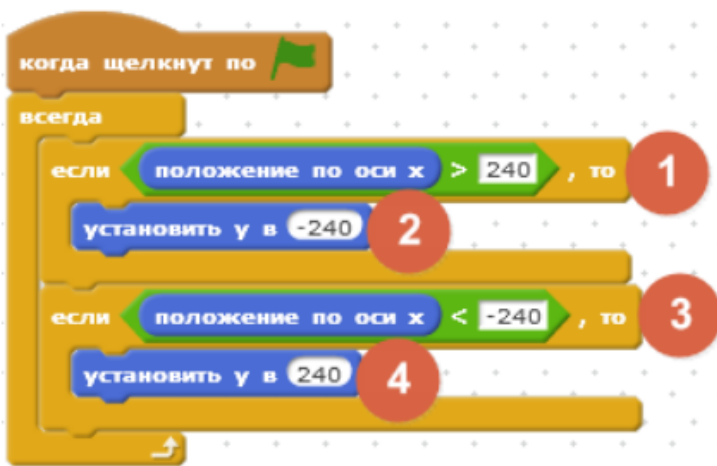 когда щелкнут по
всегда
если положение по оси x > 240 , то 1
установить y в -240 2
если положение по оси x < -240 , то 3
установить y в 240 4